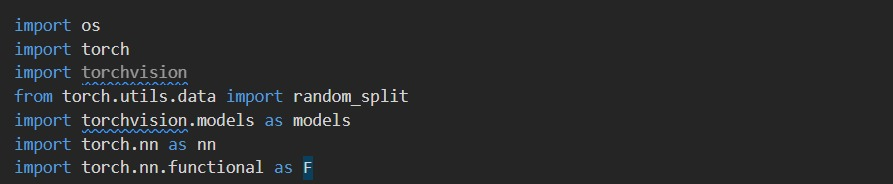 import os
import torch
import torchvision
from torch.utils.data import random_split
import torchvision.models as models
import torch.nn as nn
import torch.nn.functional as F